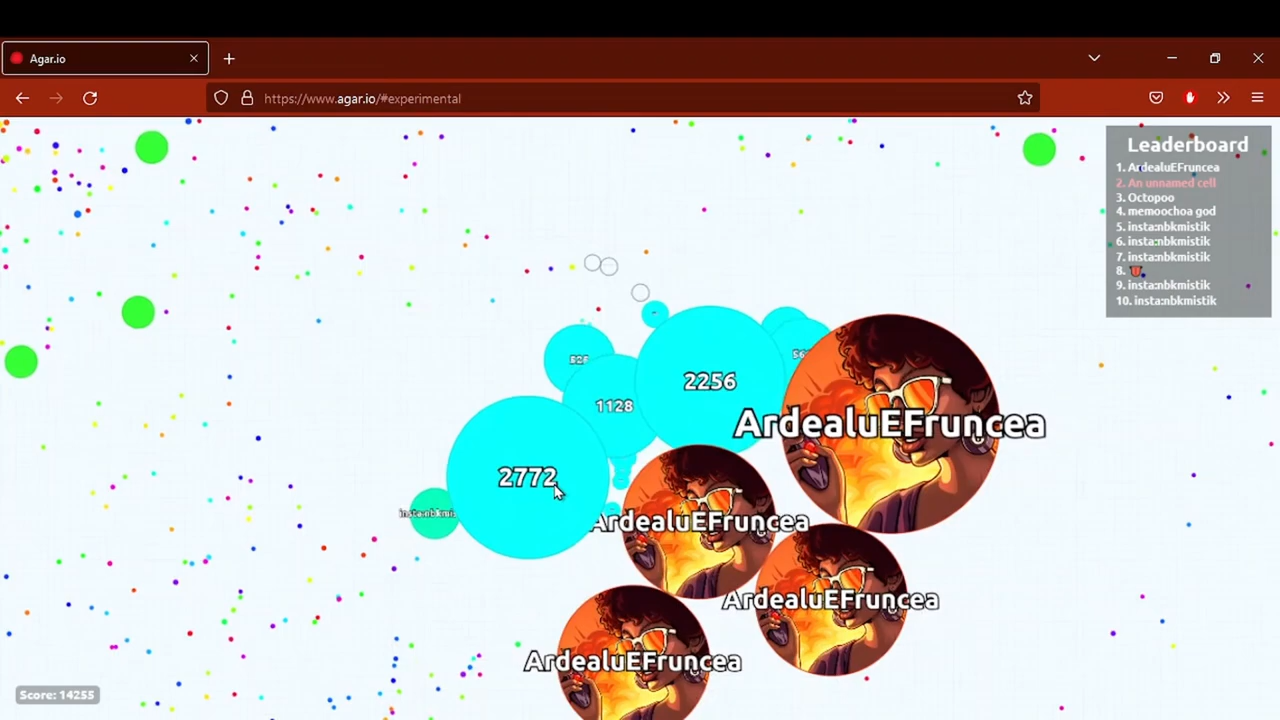 Agar.io
https://www.agar.io/#experimental
Leaderboard
1. ArdealuEFruncea
2. An unnamed cell
3. Octopoo
4. memoochoa god
5. insta:nbkmistik
6. insta:nbkmistik
7. insta:nbkmistik
8.
9. insta:nbkmistik
10. insta:nbkmistik
525
1128
2256
ArdealuEFruncea
2772
ArdealuEFruncea
ArdealuEFruncea
ArdealuEFruncea
Score: 14255